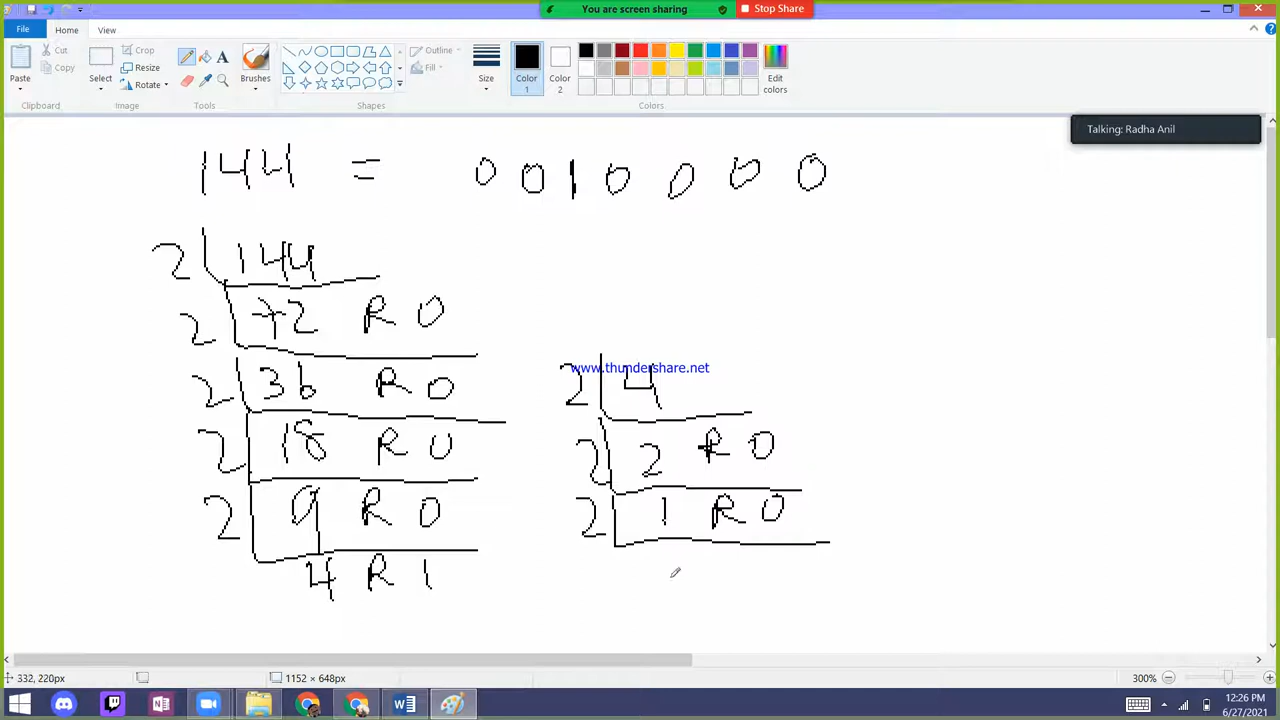 You are screen sharing Stop Share
File Home View
Paste Cut Copy Select Crop Resize Rotate A Brushes Outline Fill Size Color 1 Color 2 Edit colors
Clipboard Image Tools Shapes Colors
Talking: Radha Anil
144 = 0 0 1 0 0 0 0
2 144
2 72 R 0
2 36 R 0
2 18 R 0
2 9 R 0
4 R 1
www.thundershare.net
2 4
2 2 R 0
2 1 R 0
332, 220px 1152 × 648px 300%
12:26 PM
6/27/2021